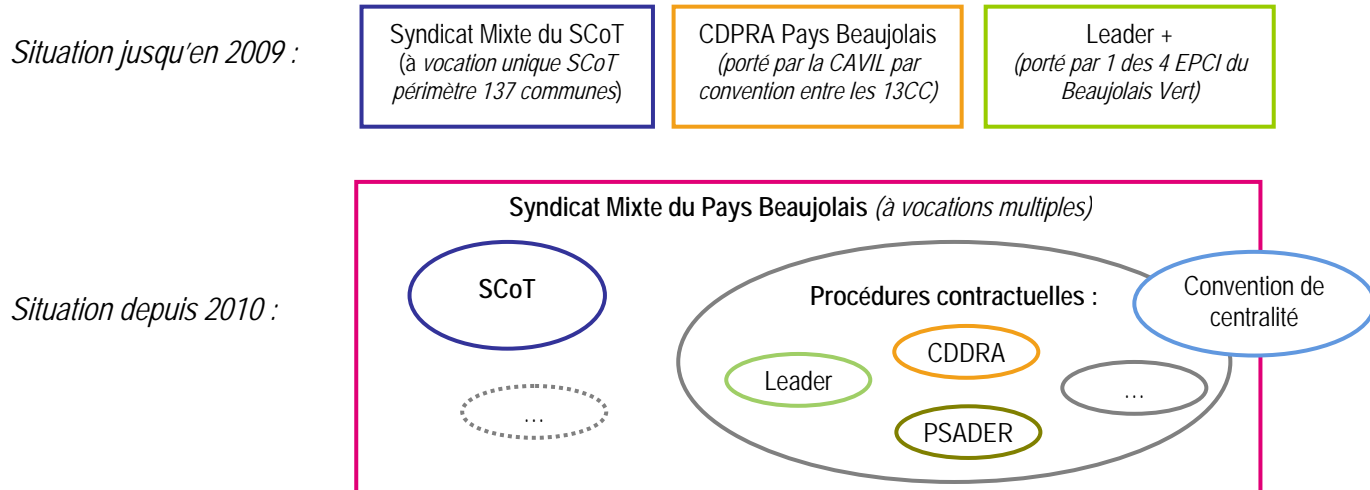 Situation jusqu'en 2009 :
Syndicat Mixte du SCoT
(à vocation unique SCoT
périmètre 137 communes)
CDPRA Pays Beaujolais
(porté par la CAVIL par
convention entre les 13CC)
Leader +
(porté par 1 des 4 EPCI du
Beaujolais Vert)
Situation depuis 2010 :
Syndicat Mixte du Pays Beaujolais (à vocations multiples)
SCoT
...
Procédures contractuelles :
Leader
CDDRA
PSADER
...
Convention de
centralité